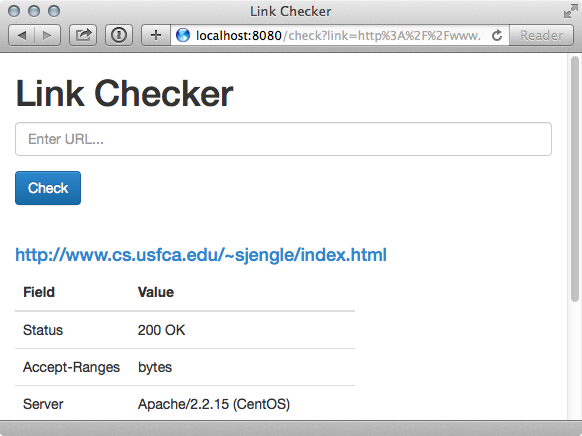 Link Checker
localhost:8080/check?link=http%3A%2F%2Fwww.
Reader
Link Checker
Enter URL...
Check
http://www.cs.usfca.edu/~sjengle/index.html
Field Value
Status 200 OK
Accept-Ranges bytes
Server Apache/2.2.15 (CentOS)